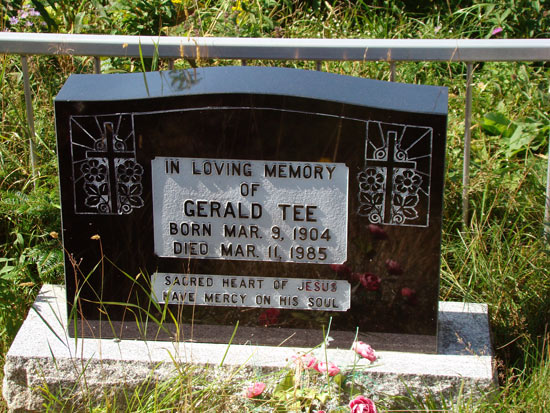 IN LOVING MEMORY
OF
GERALD TEE
BORN MAR. 9, 1904
DIED MAR. 11, 1985
SACRED HEART OF JESUS
HAVE MERCY ON HIS SOUL